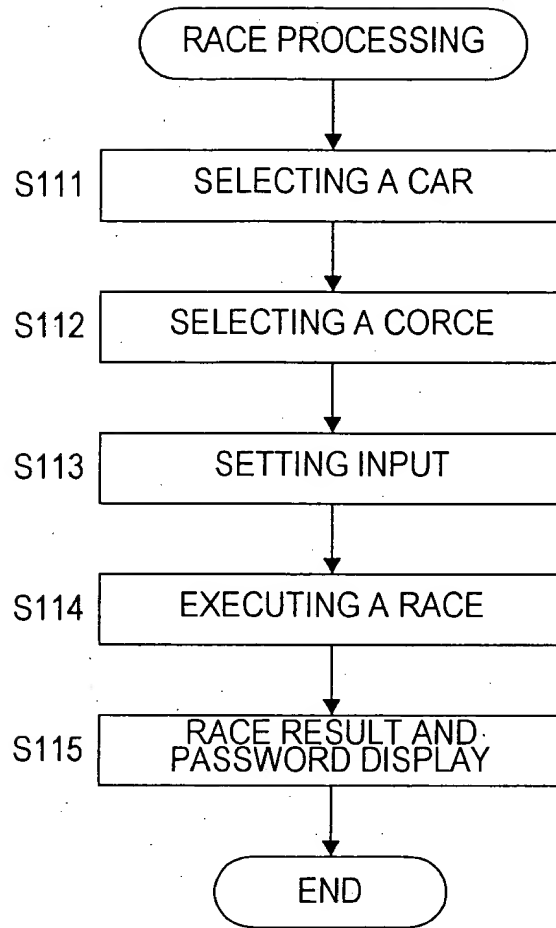 RACE PROCESSING
S111
SELECTING A CAR
S112
SELECTING A CORCE
S113
SETTING INPUT
S114
EXECUTING A RACE
S115
RACE RESULT AND
PASSWORD DISPLAY
END